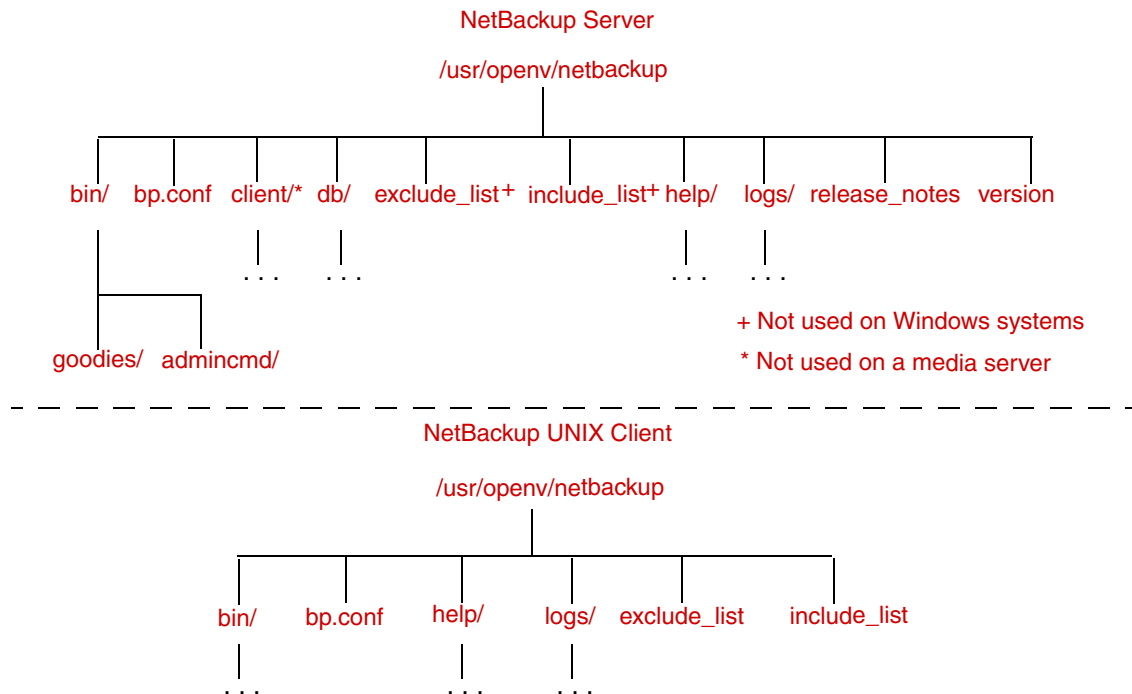 NetBackup Server
/usr/openv/netbackup
bin/ bp.conf client/* db/ exclude_list+ include_list+ help/ logs/ release_notes version
. . . . . . . . . . . .
+ Not used on Windows systems
goodies/ admincmd/ * Not used on a media server
NetBackup UNIX Client
/usr/openv/netbackup
bin/ bp.conf help/ logs/ exclude_list include_list
. . . . . . . . .